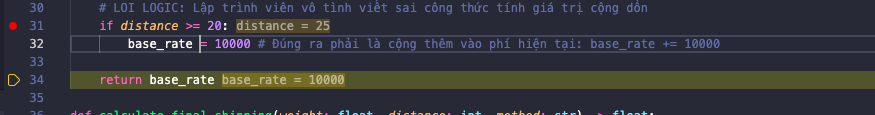 30 # LOI LOGIC: Lập trình viên vô tình viết sai công thức tính giá trị cộng dồn
31 if distance >= 20: distance = 25
32 base_rate = 10000 # Đúng ra phải là cộng thêm vào phí hiện tại: base_rate += 10000
33
34 return base_rate base_rate = 10000
35
36 def calculate_final_shipping(weight: float, distance: int, method: str) -> float: